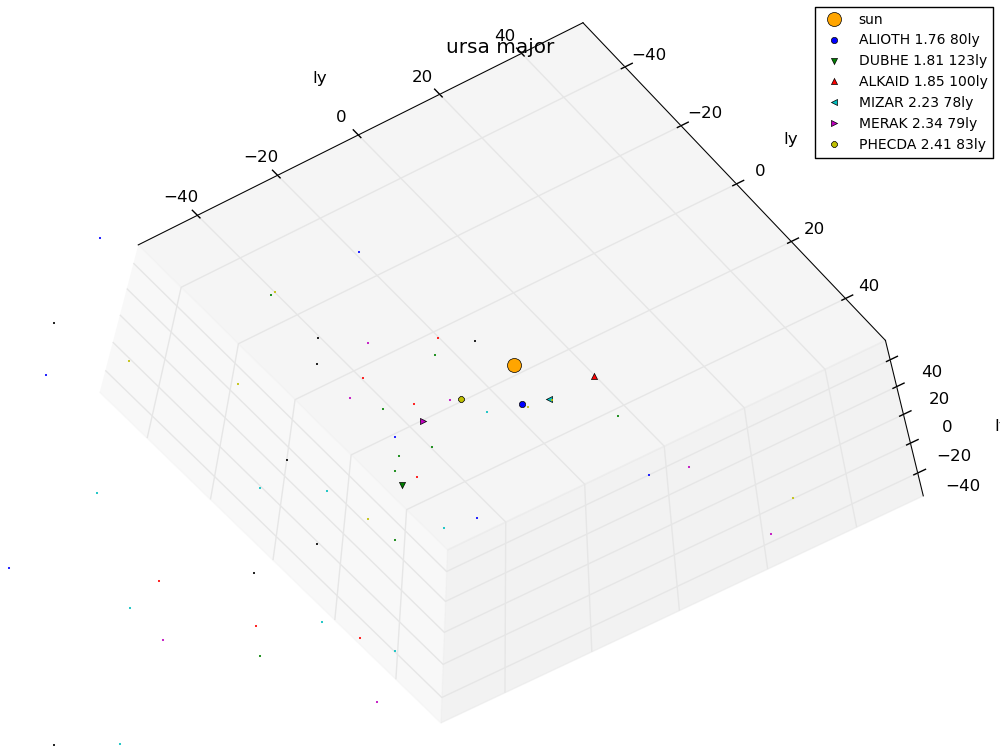 ursa major
sun
ALIOTH 1.76 80ly
DUBHE 1.81 123ly
ALKAID 1.85 100ly
MIZAR 2.23 78ly
MERAK 2.34 79ly
PHECDA 2.41 83ly
ly
−40
−20
0
20
40
ly
−40
−20
0
20
40
ly
40
20
0
−20
−40